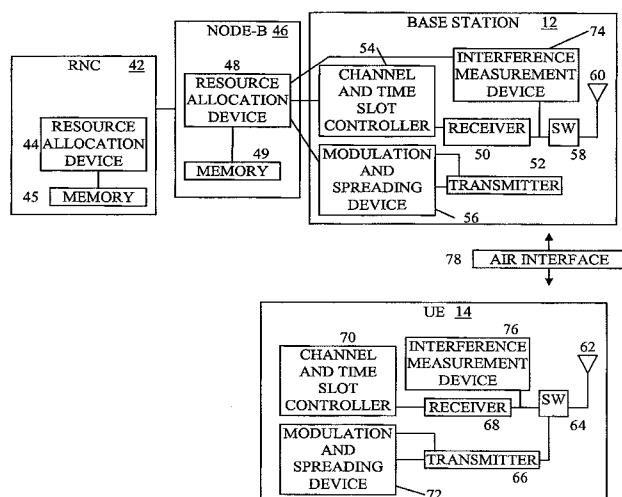 BASE STATION 12
NODE-B 46
54
74
RNC 42
48
RESOURCE
ALLOCATION
DEVICE
CHANNEL
AND TIME
SLOT
CONTROLLER
INTERFERENCE
MEASUREMENT
DEVICE
60
RESOURCE
ALLOCATION
DEVICE
44
RECEIVER
50
SW
58
49
MEMORY
MODULATION
AND
SPREADING
DEVICE
52
TRANSMITTER
45
MEMORY
56
78
AIR INTERFACE
UE 14
70
CHANNEL
AND TIME
SLOT
CONTROLLER
76
INTERFERENCE
MEASUREMENT
DEVICE
62
SW
64
RECEIVER
68
MODULATION
AND
SPREADING
DEVICE
TRANSMITTER
66
72